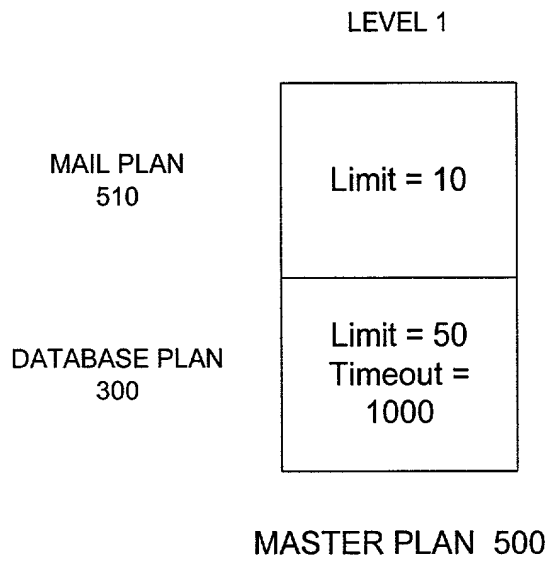 LEVEL 1
MAIL PLAN
510
Limit = 10
DATABASE PLAN
300
Limit = 50
Timeout =
1000
MASTER PLAN 500